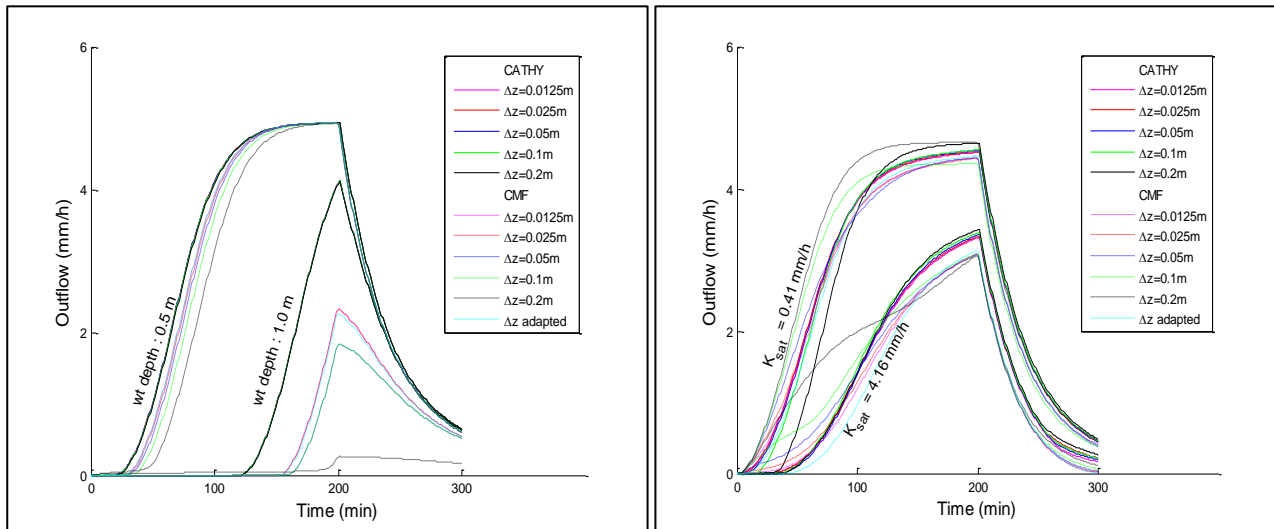 6
4
2
0
0
100
200
300
Outflow (mm/h)
Time (min)
wt depth : 0.5 m
wt depth : 1.0 m
CATHY
Δz=0.0125m
Δz=0.025m
Δz=0.05m
Δz=0.1m
Δz=0.2m
CMF
Δz=0.0125m
Δz=0.025m
Δz=0.05m
Δz=0.1m
Δz=0.2m
Δz adapted
6
4
2
0
0
100
200
300
Outflow (mm/h)
Time (min)
Ksat = 0.41 mm/h
Ksat = 4.16 mm/h
CATHY
Δz=0.0125m
Δz=0.025m
Δz=0.05m
Δz=0.1m
Δz=0.2m
CMF
Δz=0.0125m
Δz=0.025m
Δz=0.05m
Δz=0.1m
Δz=0.2m
Δz adapted